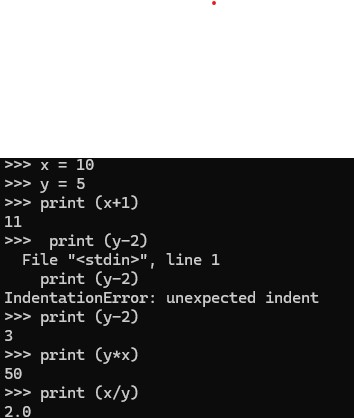 >>> x = 10
>>> y = 5
>>> print (x+1)
11
>>>  print (y-2)
  File "<stdin>", line 1
    print (y-2)
IndentationError: unexpected indent
>>> print (y-2)
3
>>> print (y*x)
50
>>> print (x/y)
2.0